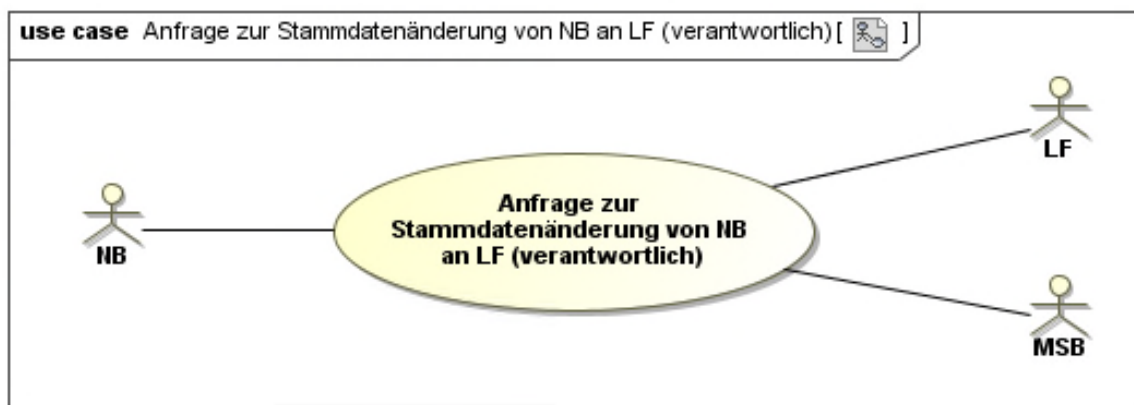 use case Anfrage zur Stammdatenänderung von NB an LF (verantwortlich) [ ]
LF
Anfrage zur
Stammdatenänderung von NB
an LF (verantwortlich)
NB
MSB